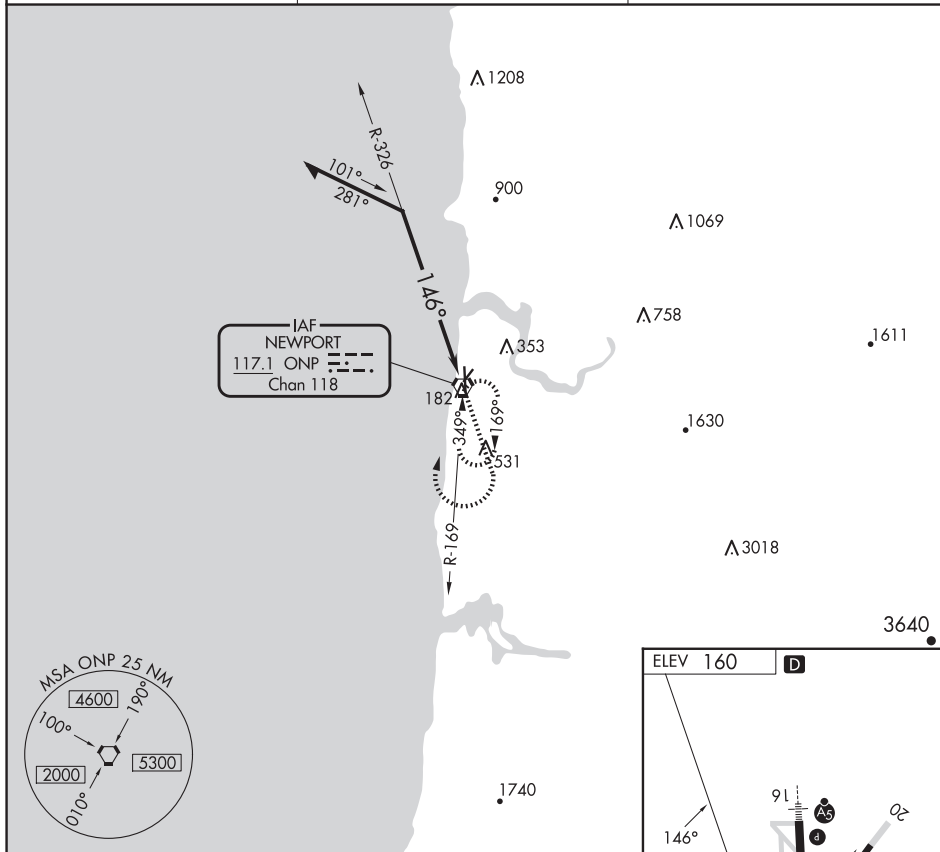 1208
R-326
101°
281°
900
1069
146°
758
IAF
NEWPORT
117.1 ONP
Chan 118
353
1611
182
349°
169°
1630
531
R-169
3018
3640
MSA ONP 25 NM
4600
190°
100°
5300
2000
010°
1740
ELEV 160 D
146°
16
A5
P
20